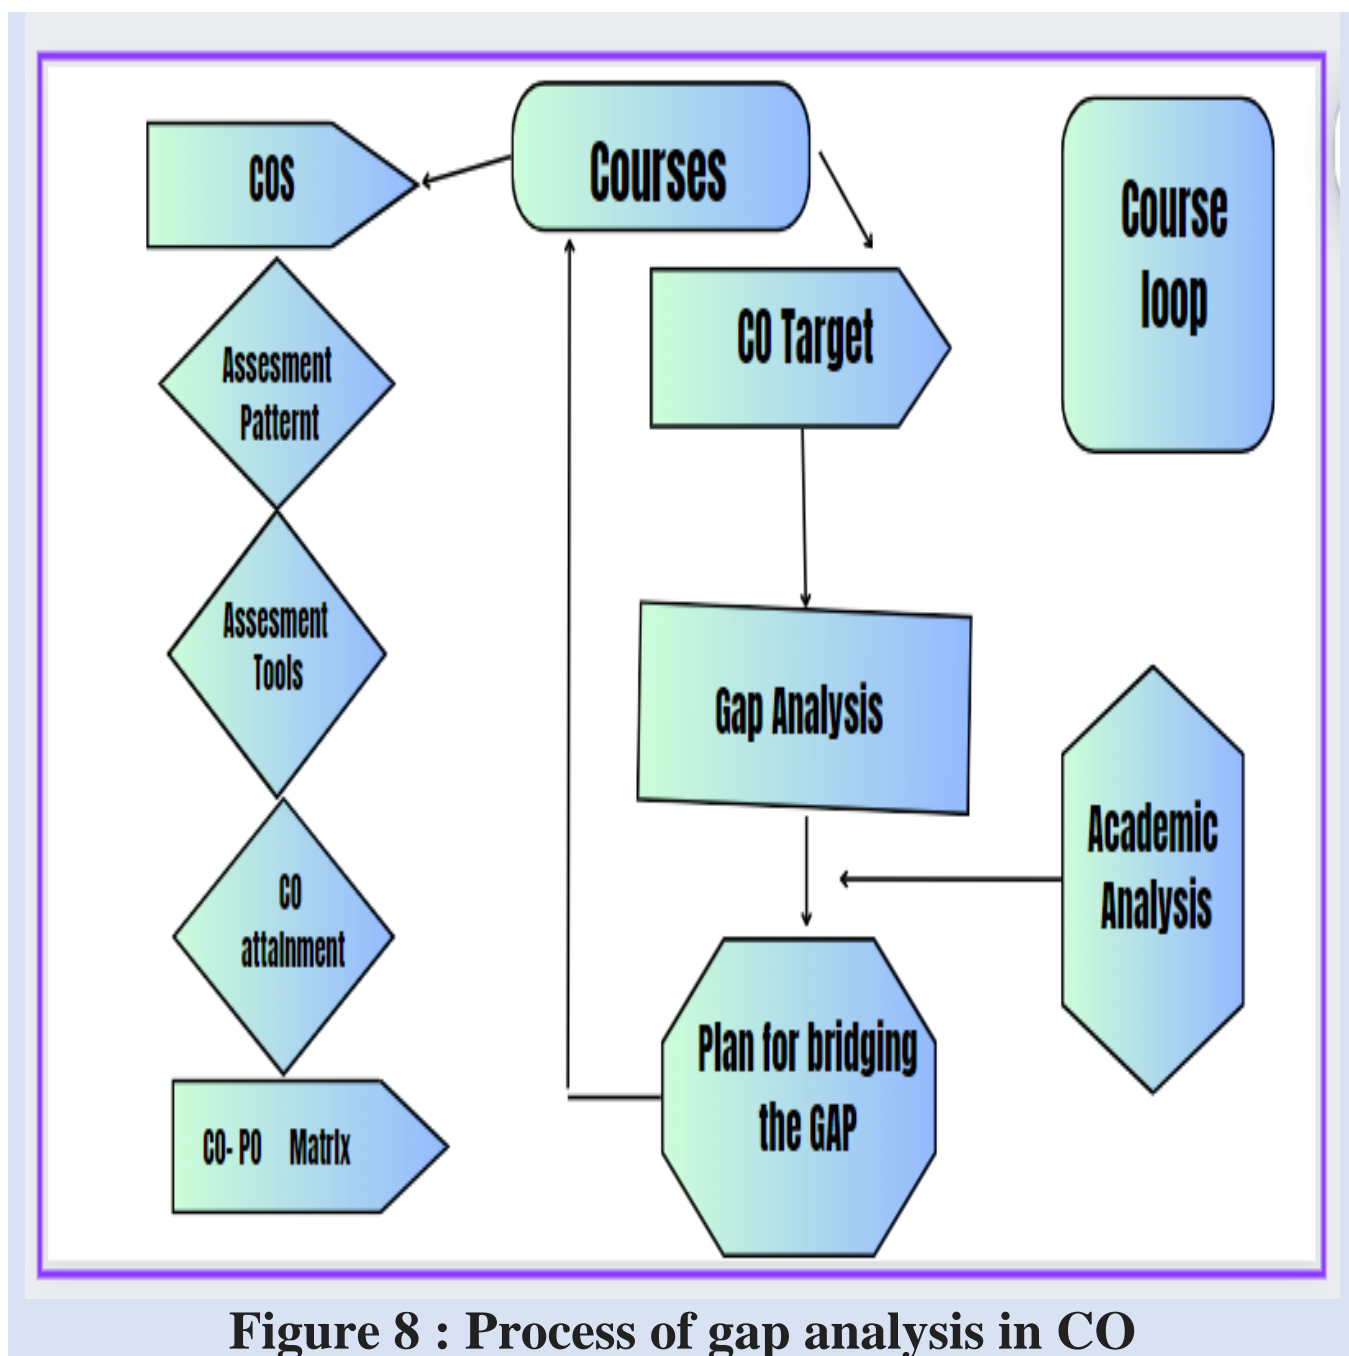 COS
Courses
Course
loop
CO Target
Assesment
Patternt
Assesment
Tools
Gap Analysis
CO
attaInment
Academic
Analysis
Plan for bridging
the GAP
CO- PO Matrix
Figure 8 : Process of gap analysis in CO